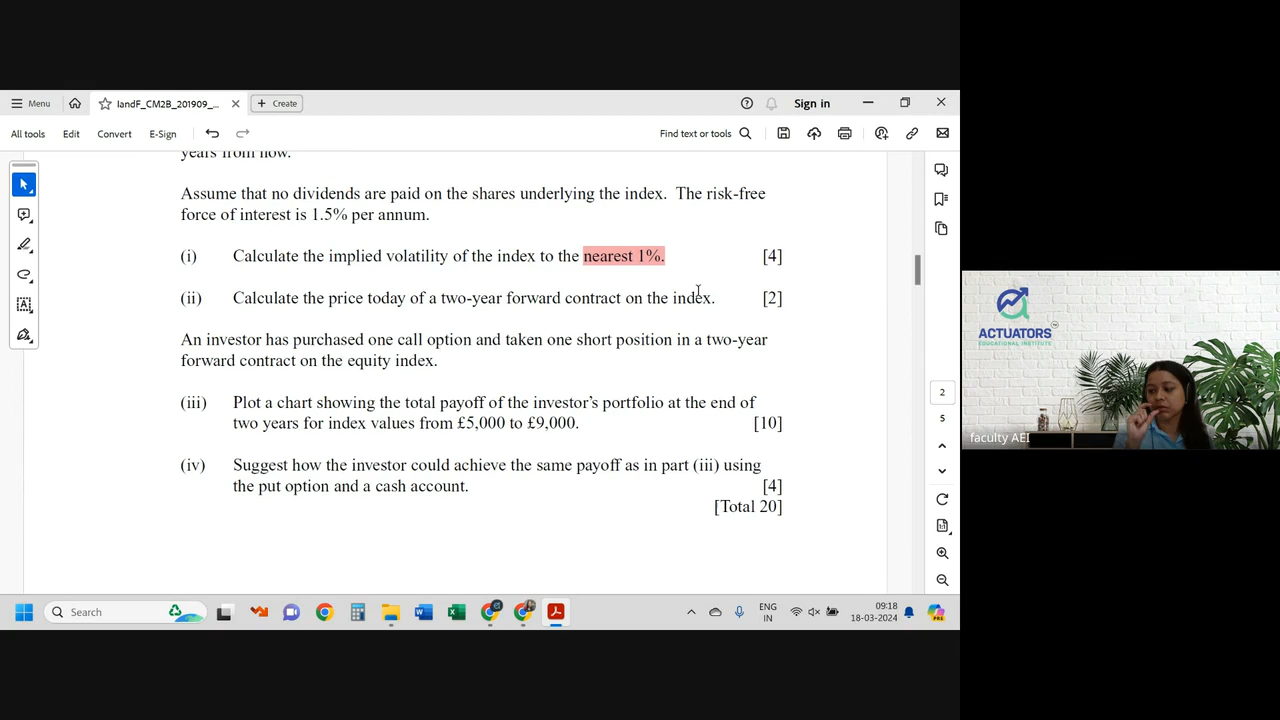 Menu
IandF_CM2B_201909_...
Create
Sign in
All tools
Edit
Convert
E-Sign
Find text or tools
years from now.
Assume that no dividends are paid on the shares underlying the index. The risk-free
force of interest is 1.5% per annum.
(i) Calculate the implied volatility of the index to the nearest 1%. [4]
(ii) Calculate the price today of a two-year forward contract on the index. [2]
An investor has purchased one call option and taken one short position in a two-year
forward contract on the equity index.
(iii) Plot a chart showing the total payoff of the investor's portfolio at the end of
two years for index values from £5,000 to £9,000. [10]
(iv) Suggest how the investor could achieve the same payoff as in part (iii) using
the put option and a cash account. [4]
[Total 20]
2
5
ACTUATORS
EDUCATIONAL INSTITUTE
faculty AEI
Search
ENG
IN
09:18
18-03-2024